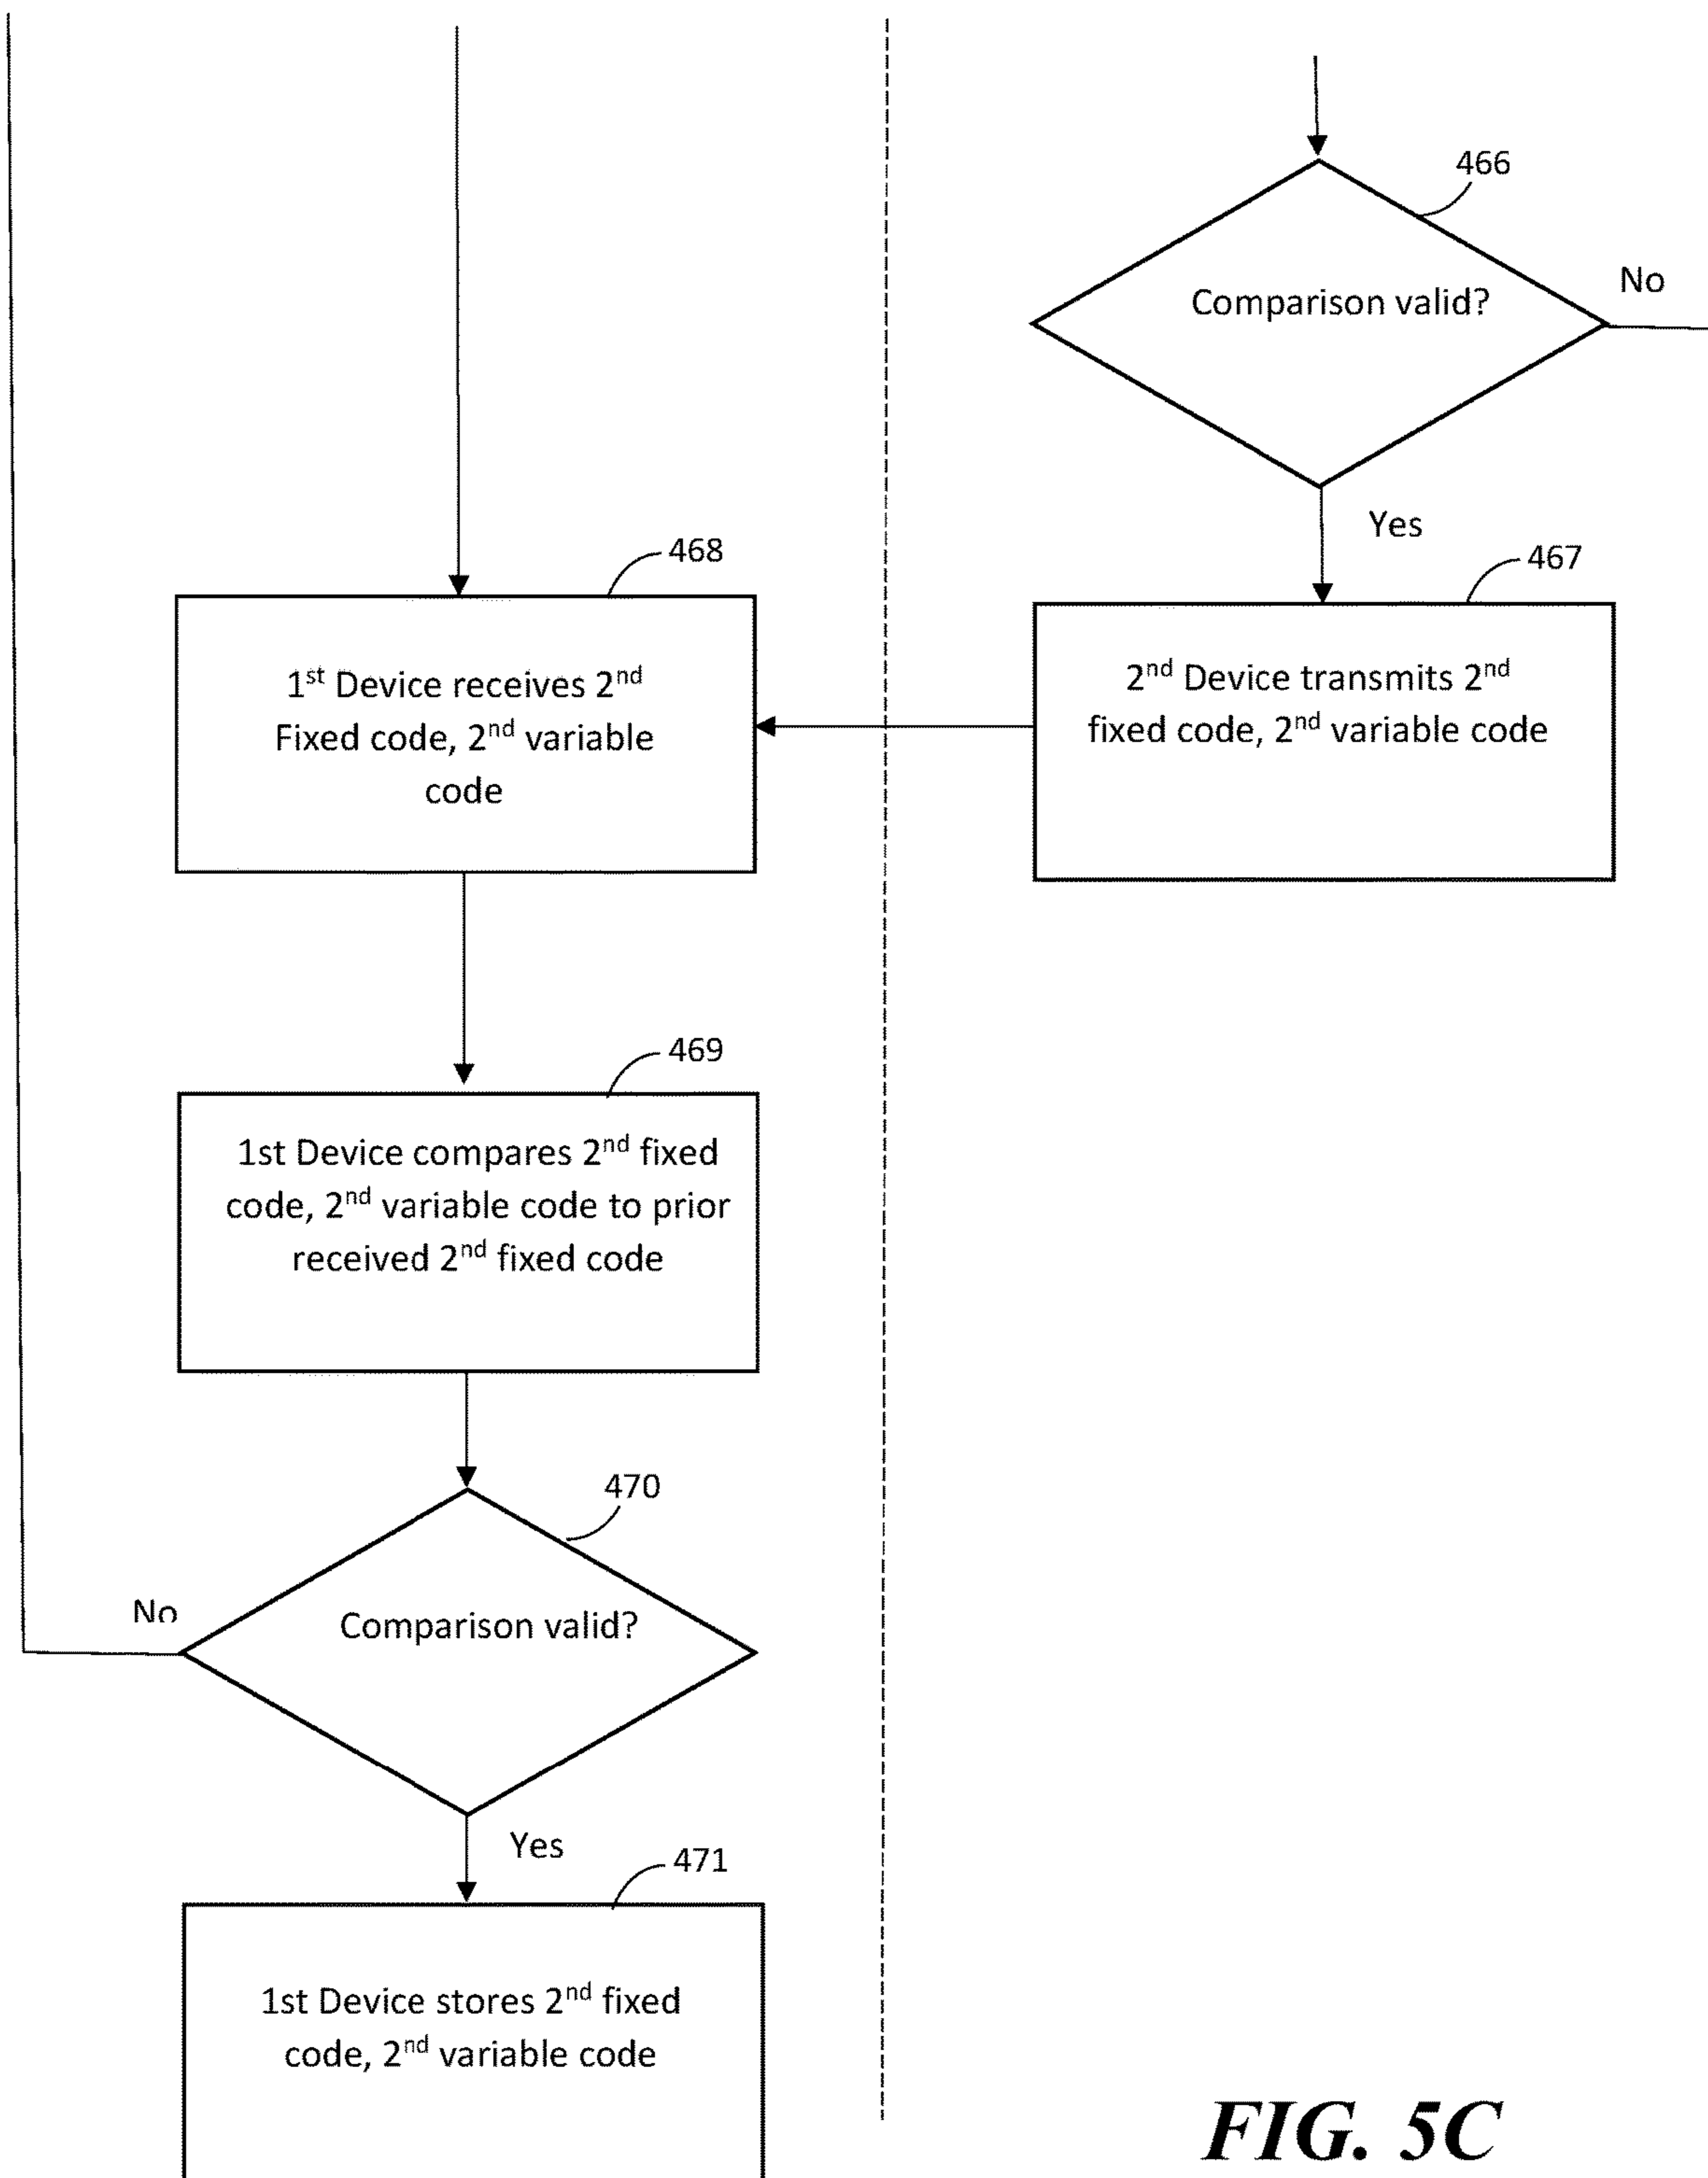 466
No
Comparison valid?
Yes
467
2nd Device transmits 2nd
fixed code, 2nd variable code
468
1st Device receives 2nd
Fixed code, 2nd variable
code
469
1st Device compares 2nd fixed
code, 2nd variable code to prior
received 2nd fixed code
470
No
Comparison valid?
Yes
471
1st Device stores 2nd fixed
code, 2nd variable code
FIG. 5C